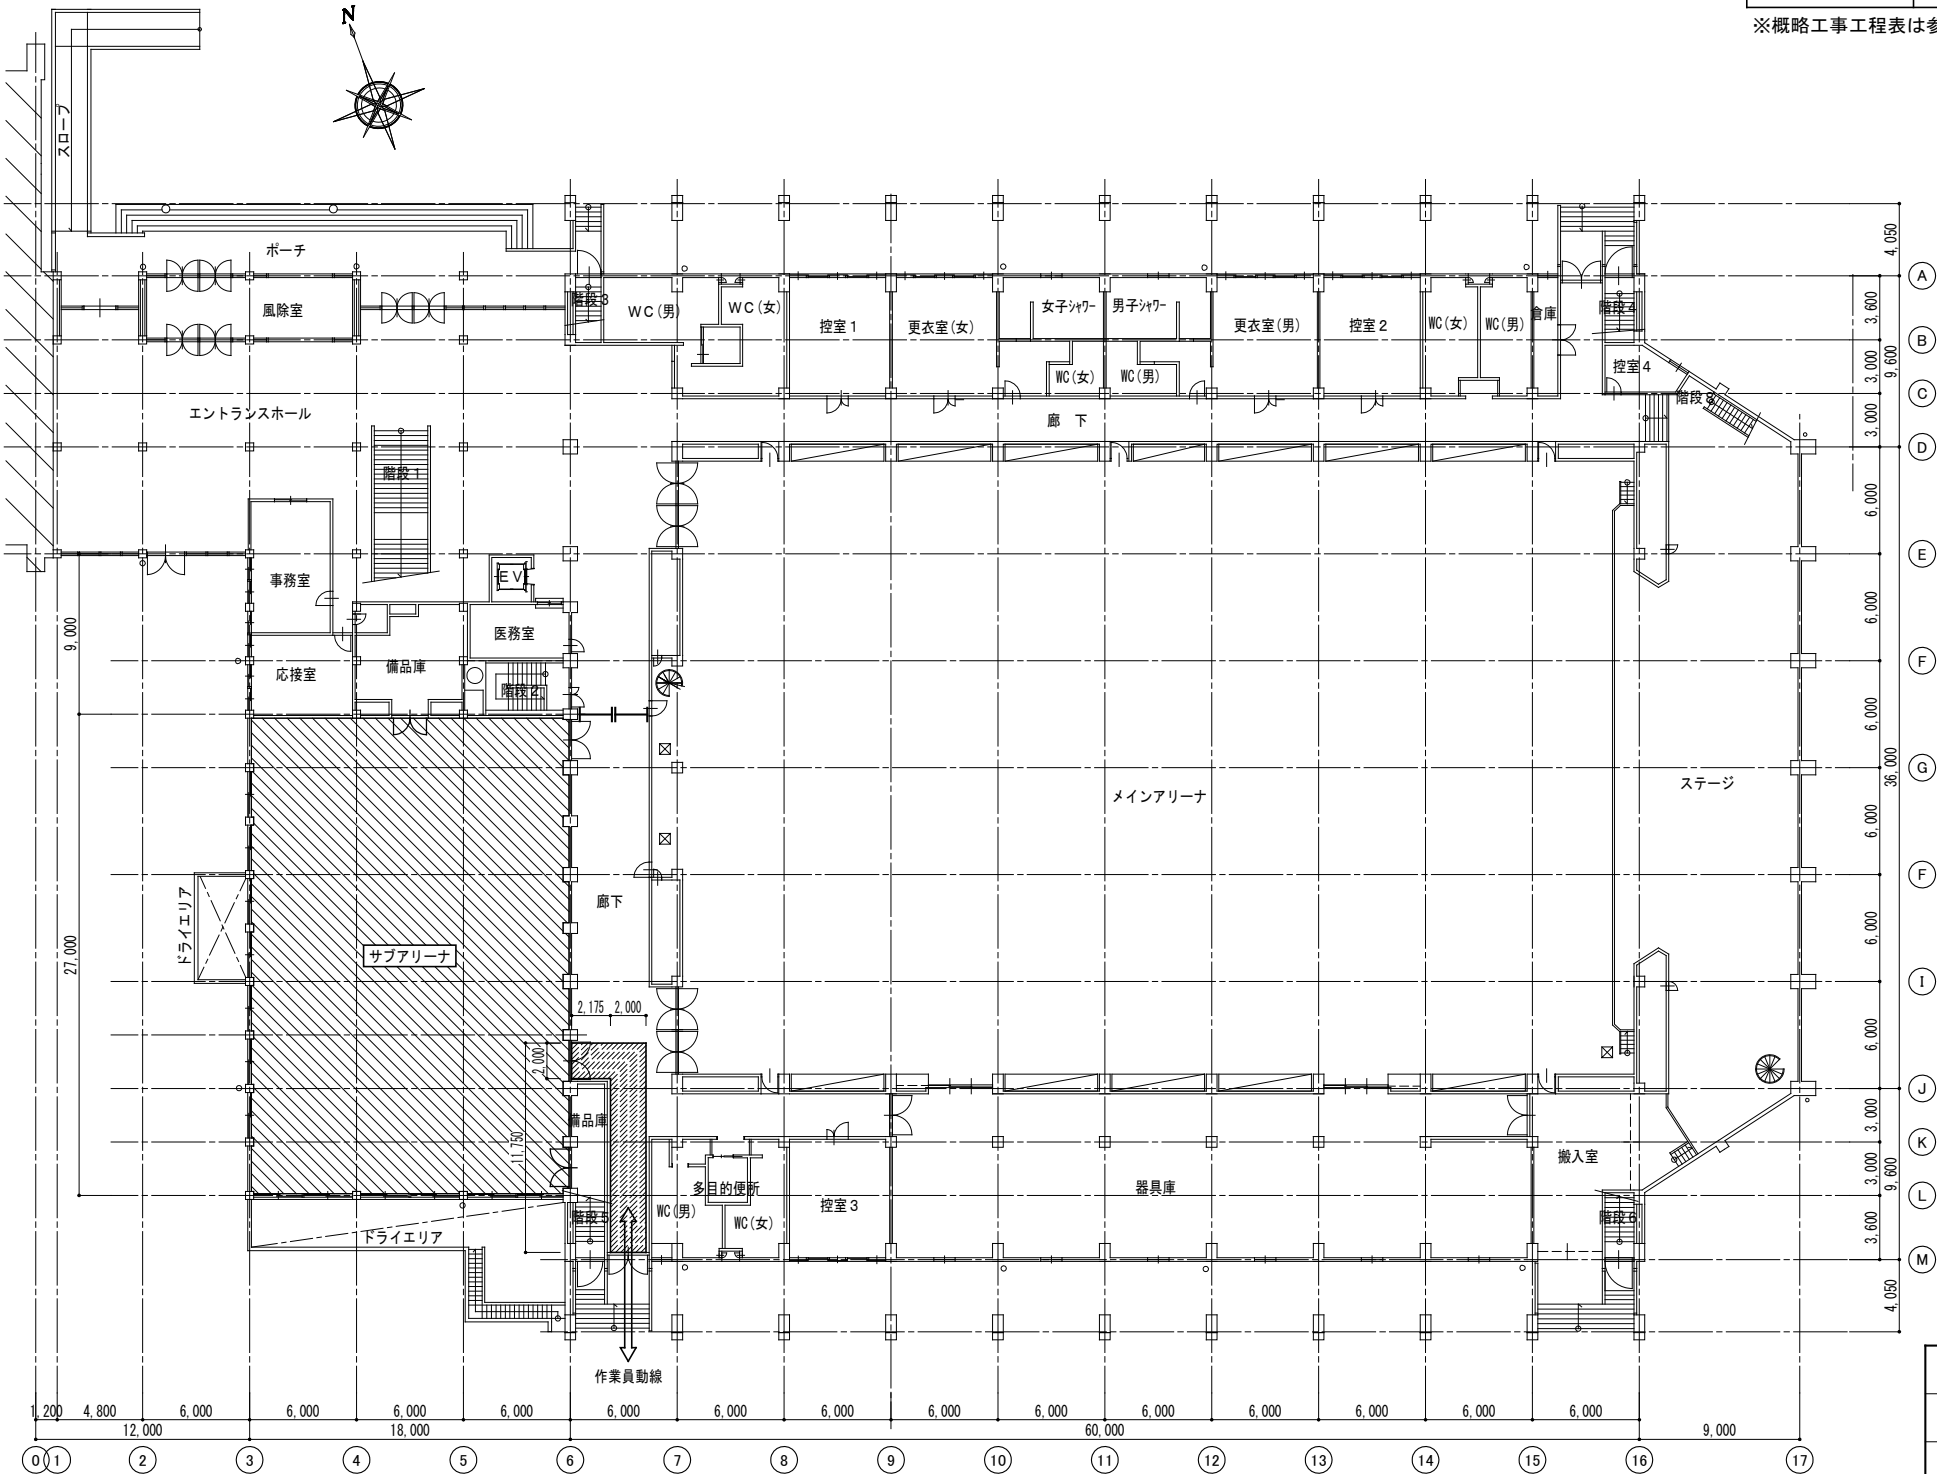 ※概略工事工程表は参
N
スロープ
ポーチ
風除室
階段3
WC(男)
WC(女)
控室1
更衣室(女)
女子シャワー
男子シャワー
WC(女)
WC(男)
更衣室(男)
控室2
WC(女)
WC(男)
倉庫
階段4
控室4
階段8
エントランスホール
廊 下
階段1
事務室
EV
医務室
応接室
備品庫
階段2
メインアリーナ
ステージ
廊下
ドライエリア
サブアリーナ
2,175
2,000
2,000
11,750
備品庫
階段5
WC(男)
多目的便所
WC(女)
控室3
器具庫
搬入室
階段6
ドライエリア
作業員動線
9,000
27,000
4,050
3,600
3,000
9,600
3,000
6,000
6,000
6,000
36,000
6,000
6,000
6,000
3,000
3,000
9,600
3,600
4,050
A
B
C
D
E
F
G
F
I
J
K
L
M
1,200 4,800 6,000 6,000 6,000 6,000 6,000 6,000 6,000 6,000 6,000 6,000 6,000 6,000 6,000 6,000
12,000 18,000 60,000 9,000
0 1 2 3 4 5 6 7 8 9 10 11 12 13 14 15 16 17